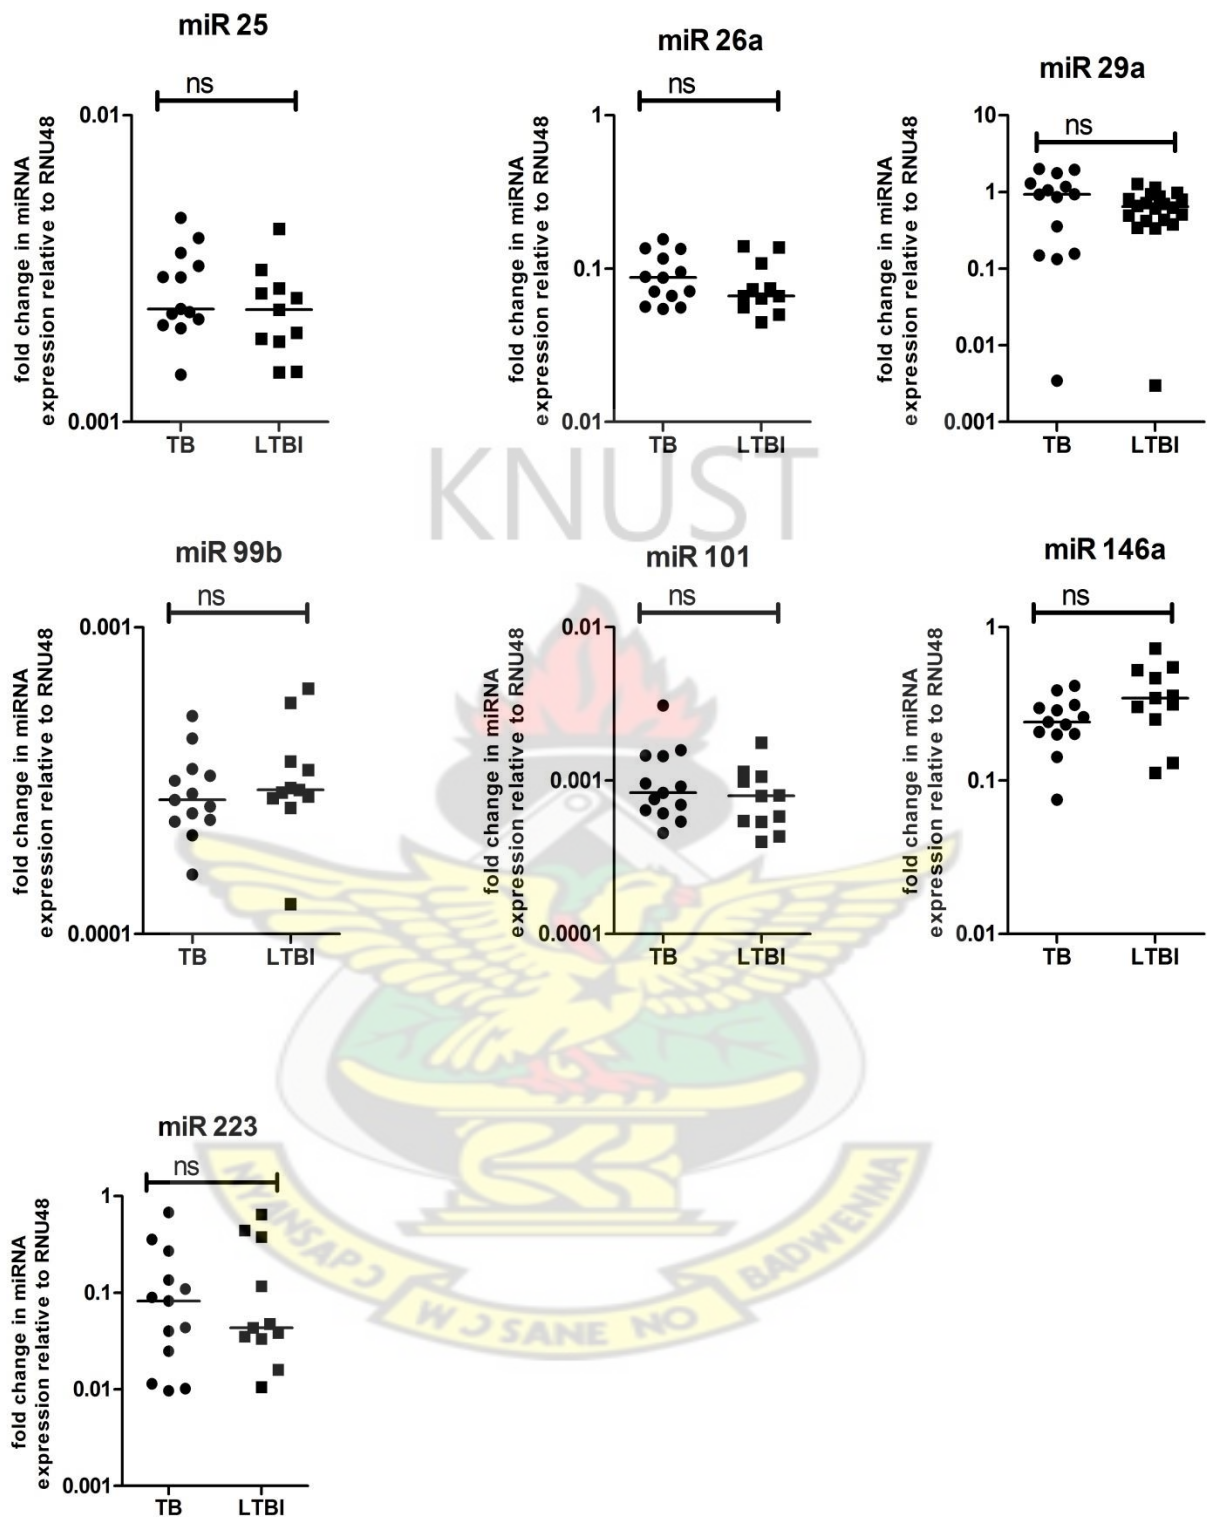 miR 25
ns
fold change in miRNA
expression relative to RNU48
0.01
0.001
TB LTBI
miR 26a
ns
fold change in miRNA
expression relative to RNU48
1
0.1
0.01
TB LTBI
miR 29a
ns
fold change in miRNA
expression relative to RNU48
10
1
0.1
0.01
0.001
TB LTBI
KNUST
miR 99b
ns
fold change in miRNA
expression relative to RNU48
0.001
0.0001
TB LTBI
miR 101
ns
fold change in miRNA
expression relative to RNU48
0.01
0.001
0.0001
TB LTBI
miR 146a
ns
fold change in miRNA
expression relative to RNU48
1
0.1
0.01
TB LTBI
miR 223
ns
fold change in miRNA
expression relative to RNU48
1
0.1
0.01
0.001
TB LTBI
NYANSAPƆ
WƆSANE NO
BADWENMA